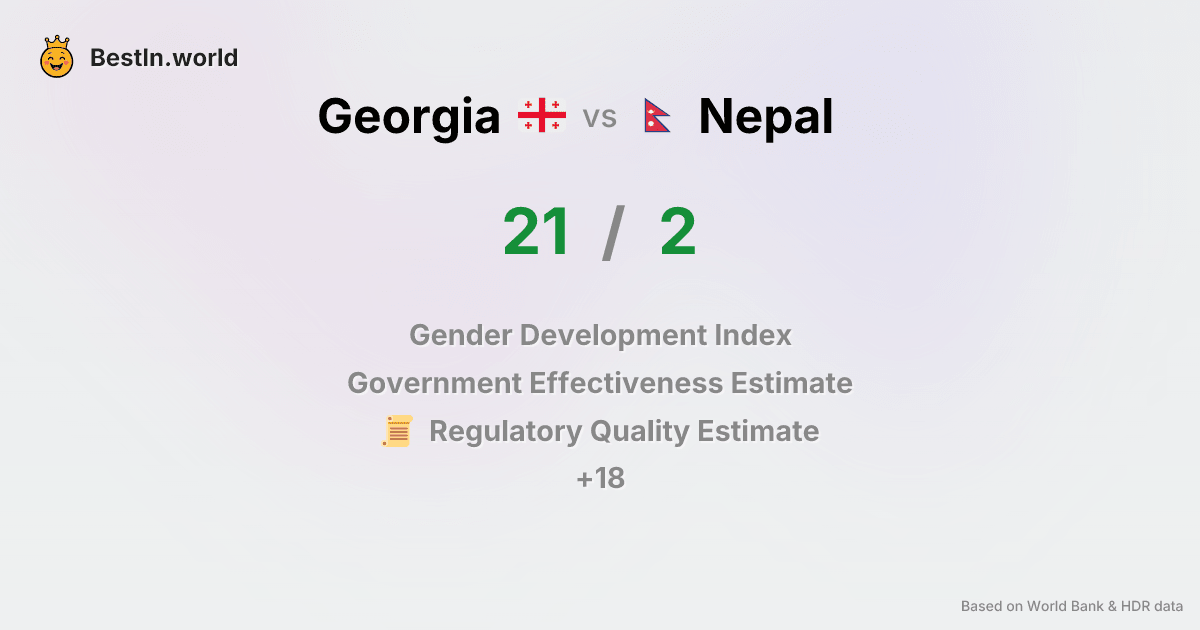 BestIn.world
Georgia vs Nepal
21 / 2
Gender Development Index
Government Effectiveness Estimate
Regulatory Quality Estimate
+18
Based on World Bank & HDR data